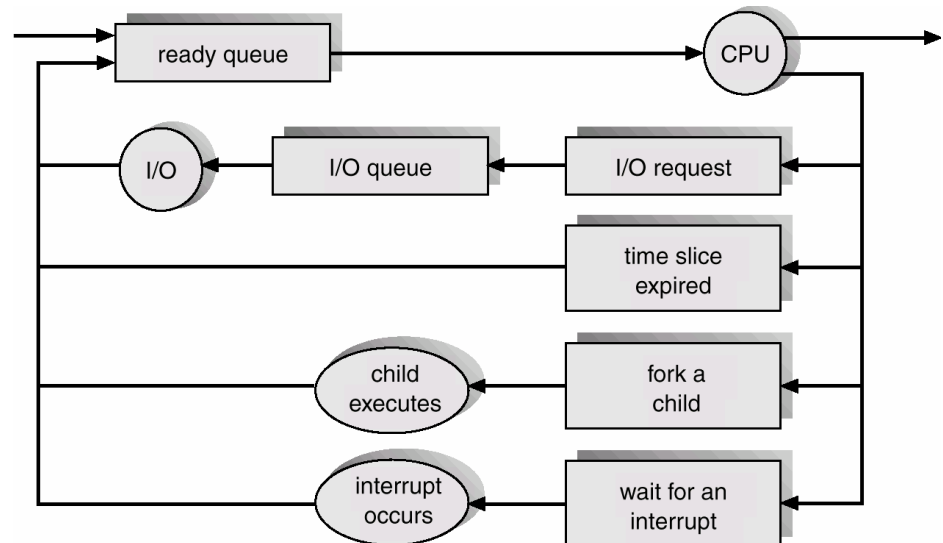 ready queue
CPU
I/O
I/O queue
I/O request
time slice
expired
child
executes
fork a
child
interrupt
occurs
wait for an
interrupt